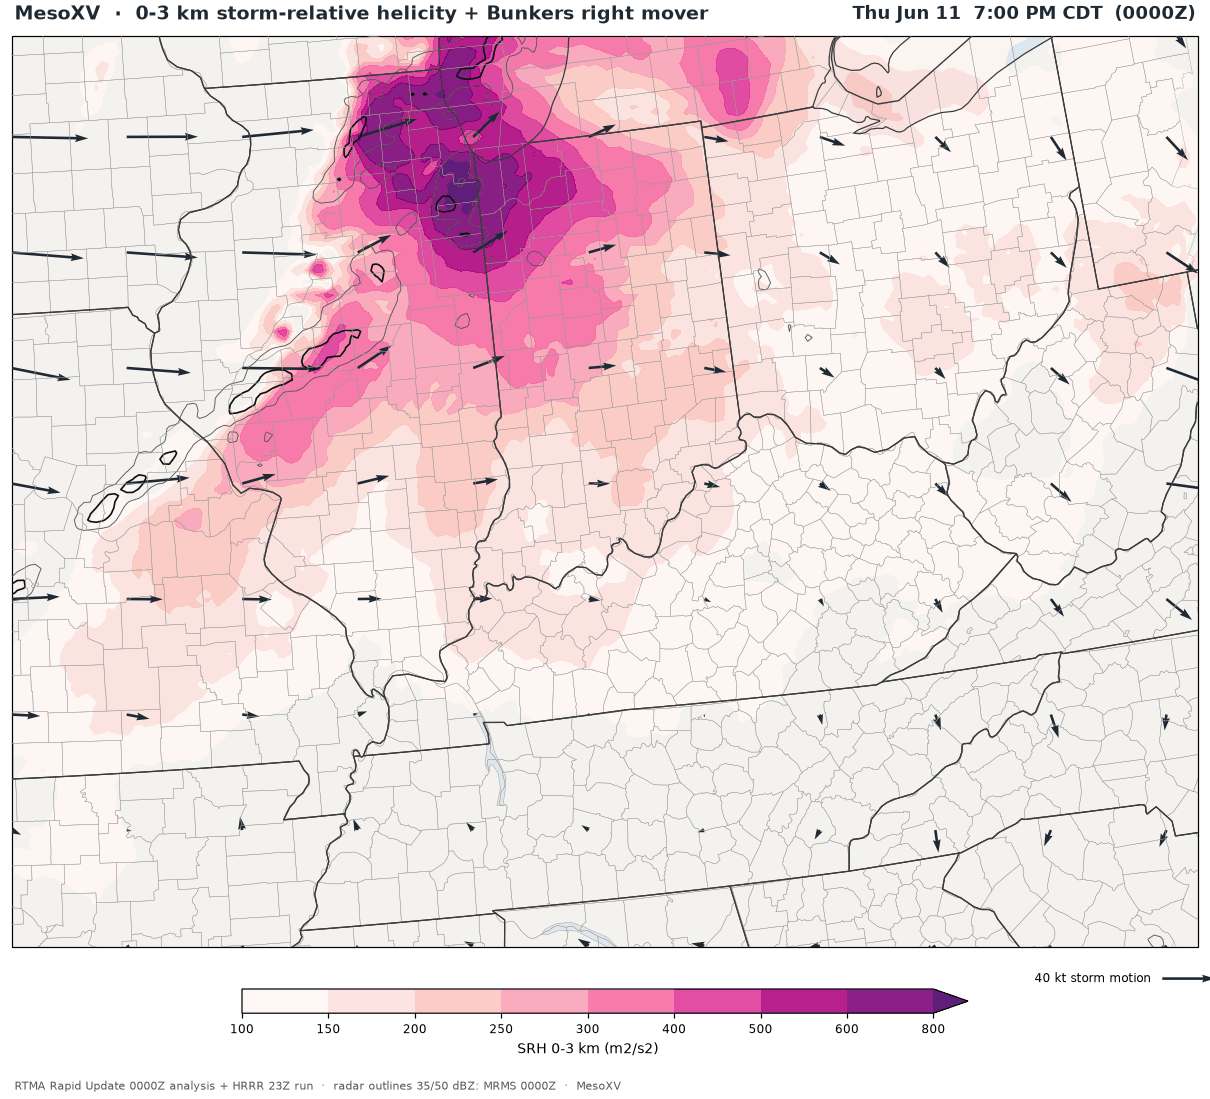 MesoXV · 0-3 km storm-relative helicity + Bunkers right mover
Thu Jun 11 7:00 PM CDT (0000Z)
40 kt storm motion
100 150 200 250 300 400 500 600 800
SRH 0-3 km (m2/s2)
RTMA Rapid Update 0000Z analysis + HRRR 23Z run · radar outlines 35/50 dBZ: MRMS 0000Z · MesoXV